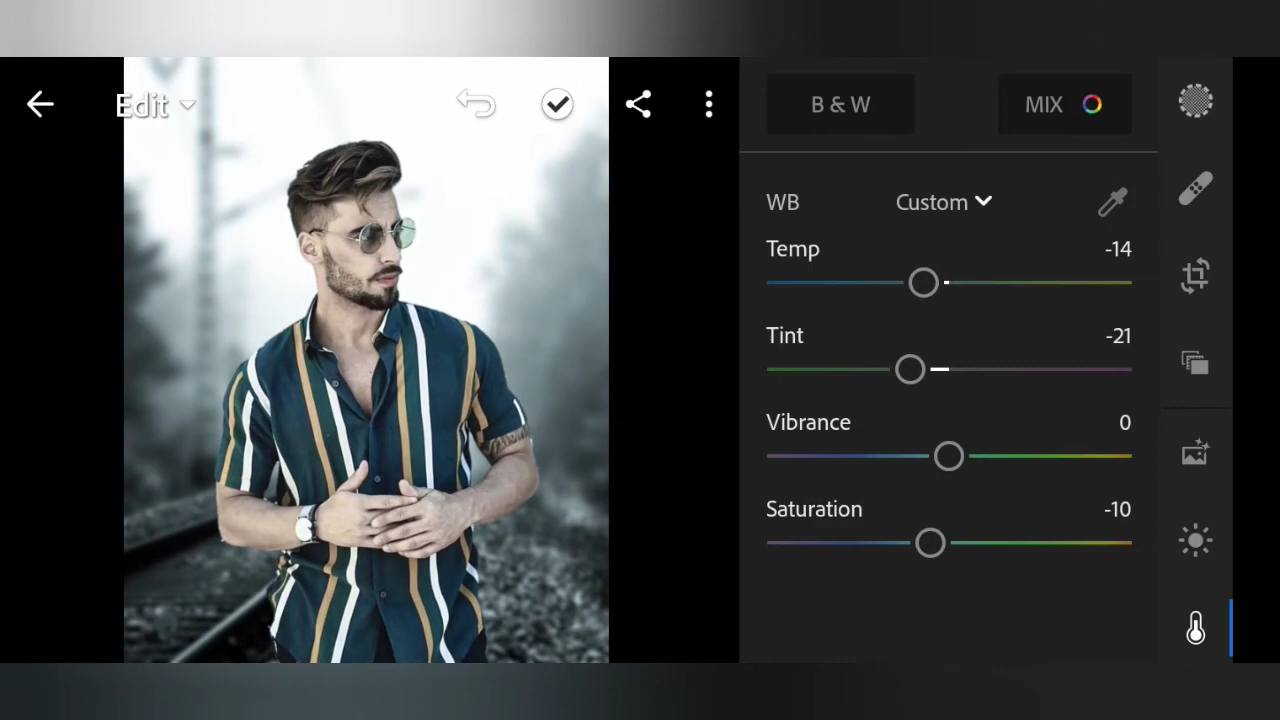 Edit
B & W
MIX
WB Custom
Temp -14
Tint -21
Vibrance 0
Saturation -10